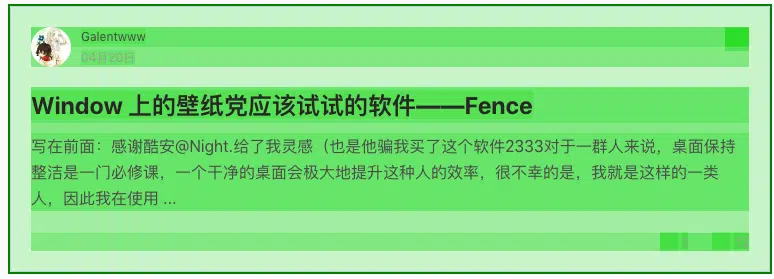 Galentwww
04月20日
Window 上的壁纸党应该试试的软件——Fence
写在前面：感谢酷安@Night.给了我灵感（也是他骗我买了这个软件2333对于一群人来说，桌面保持
整洁是一门必修课，一个干净的桌面会极大地提升这种人的效率，很不幸的是，我就是这样的一类
人，因此我在使用 ...